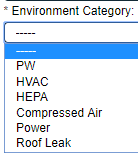 * Environment Category:
-----
-----
PW
HVAC
HEPA
Compressed Air
Power
Roof Leak